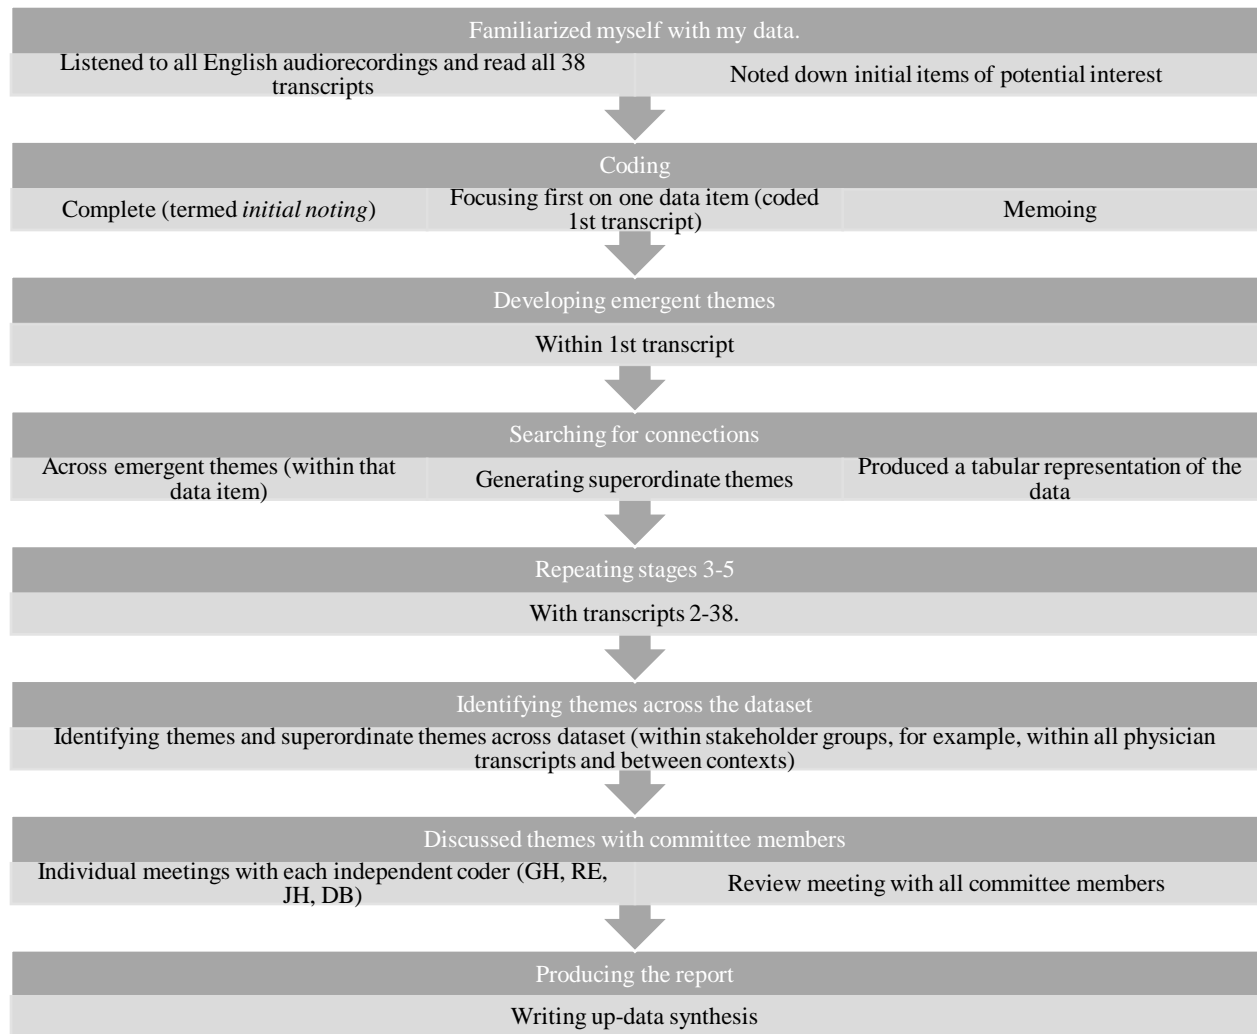 Familiarized myself with my data.
Listened to all English audiorecordings and read all 38
transcripts
Noted down initial items of potential interest
Coding
Complete (termed initial noting)
Focusing first on one data item (coded
1st transcript)
Memoing
Developing emergent themes
Within 1st transcript
Searching for connections
Across emergent themes (within that
data item)
Generating superordinate themes
Produced a tabular representation of the
data
Repeating stages 3-5
With transcripts 2-38.
Identifying themes across the dataset
Identifying themes and superordinate themes across dataset (within stakeholder groups, for example, within all physician
transcripts and between contexts)
Discussed themes with committee members
Individual meetings with each independent coder (GH, RE,
JH, DB)
Review meeting with all committee members
Producing the report
Writing up-data synthesis